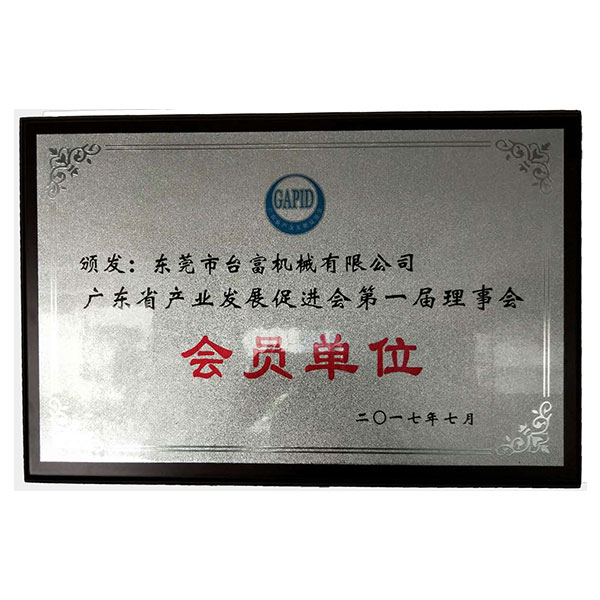 GAPID
颁发：东莞市台富机械有限公司
广东省产业发展促进会第一届理事会
会员单位
二〇一七年七月